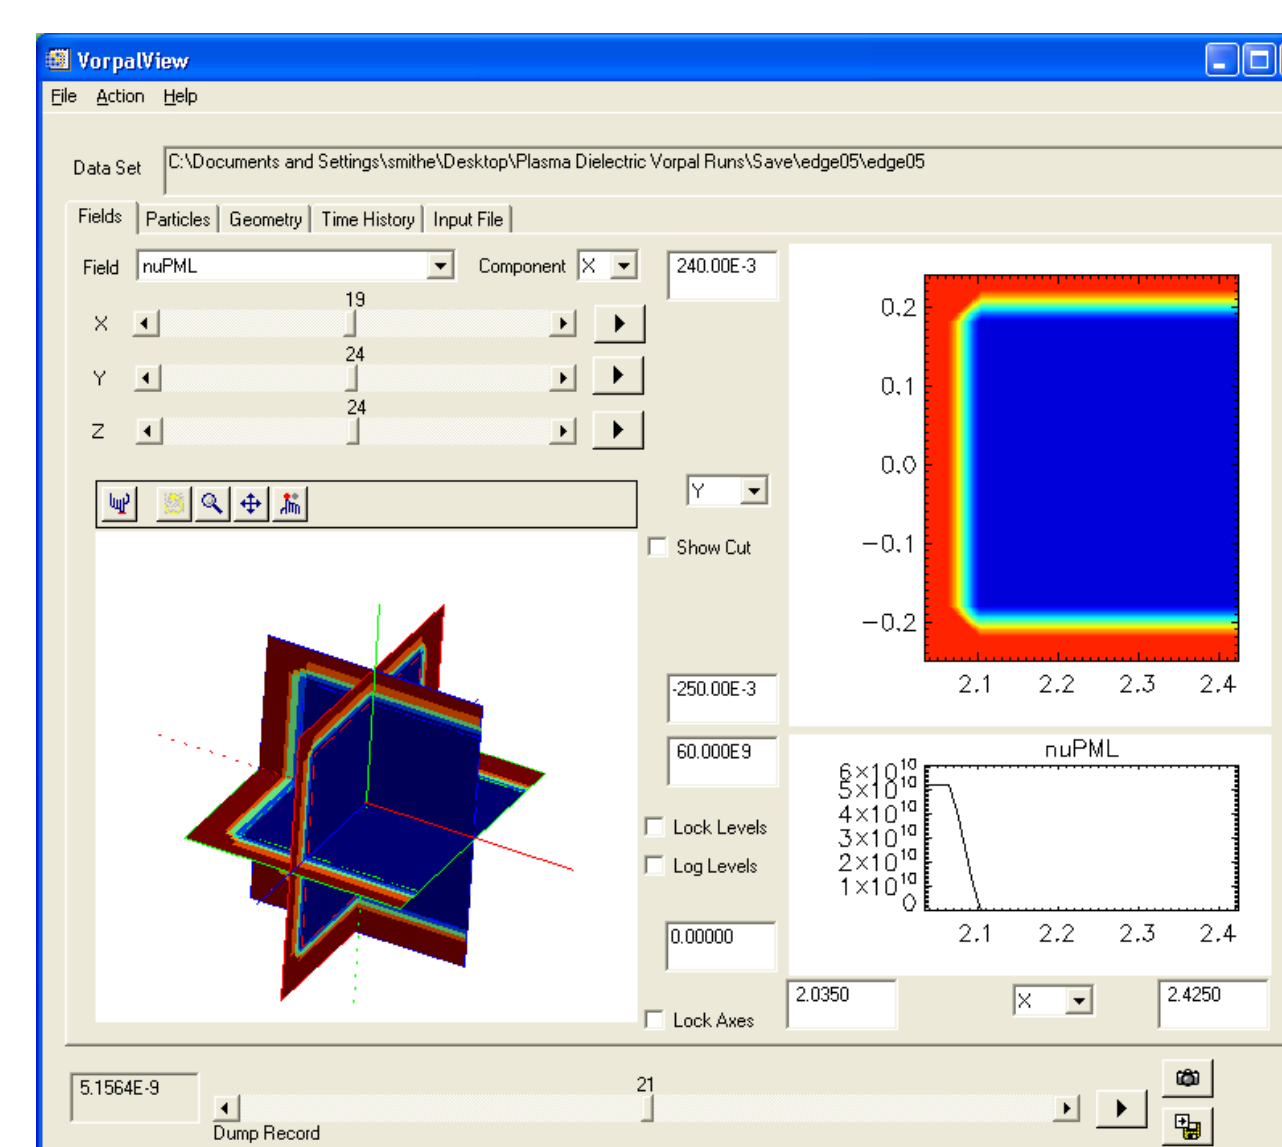 VorpalView
File Action Help
Data Set C:\Documents and Settings\smithe\Desktop\Plasma Dielectric Vorpal Runs\Save\edge05\edge05
Fields Particles Geometry Time History Input File
Field nuPML Component X 240.00E-3
19
X
24
Y
24
Z
Y
Show Cut
0.2
0.1
0.0
−0.1
−0.2
2.1 2.2 2.3 2.4
-250.00E-3
60.000E9
Lock Levels
Log Levels
0.00000
Lock Axes
nuPML
6×10¹⁰
5×10¹⁰
4×10¹⁰
3×10¹⁰
2×10¹⁰
1×10¹⁰
0
2.1 2.2 2.3 2.4
2.0350 X 2.4250
5.1564E-9 21
Dump Record